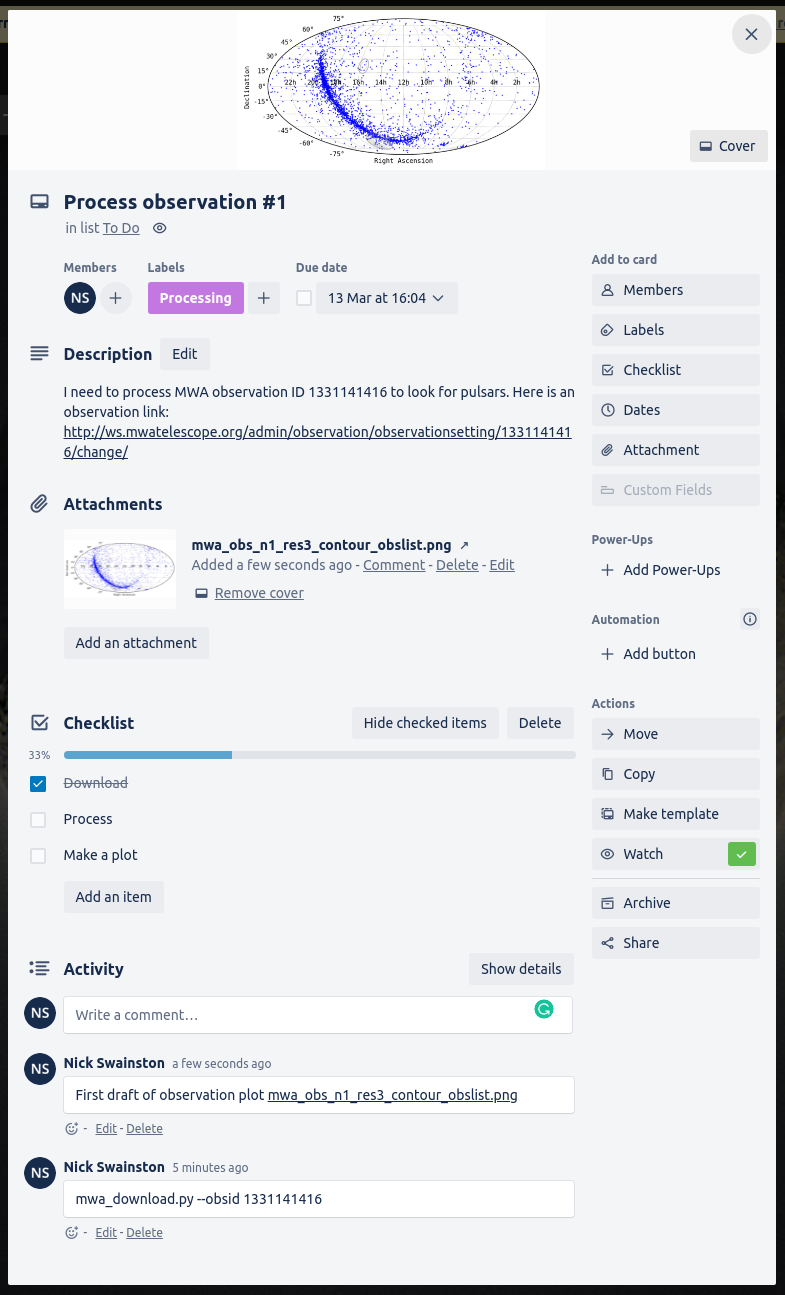 75°
60°
45°
30°
15°
0°
-15°
-30°
-45°
-60°
-75°
Declination
22h 20h 18h 16h 14h 12h 10h 8h 6h 4h 2h
Right Ascension
Cover
Process observation #1
in list To Do
Members Labels Due date
NS Processing 13 Mar at 16:04
Description Edit
I need to process MWA observation ID 1331141416 to look for pulsars. Here is an
observation link:
http://ws.mwatelescope.org/admin/observation/observationsetting/133114141
6/change/
Attachments
mwa_obs_n1_res3_contour_obslist.png
Added a few seconds ago - Comment - Delete - Edit
Remove cover
Add an attachment
Checklist Hide checked items Delete
33%
Download
Process
Make a plot
Add an item
Activity Show details
NS Write a comment…
NS Nick Swainston a few seconds ago
First draft of observation plot mwa_obs_n1_res3_contour_obslist.png
- Edit - Delete
NS Nick Swainston 5 minutes ago
mwa_download.py --obsid 1331141416
- Edit - Delete
Add to card
Members
Labels
Checklist
Dates
Attachment
Custom Fields
Power-Ups
Add Power-Ups
Automation
Add button
Actions
Move
Copy
Make template
Watch
Archive
Share